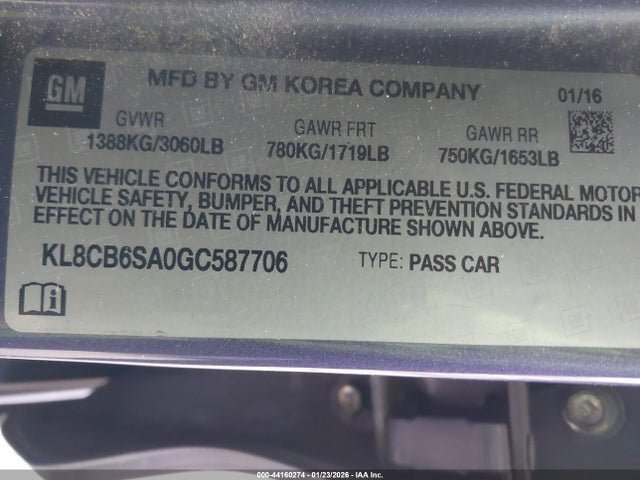 GM
MFD BY GM KOREA COMPANY
01/16
GVWR
GAWR FRT
GAWR RR
1388KG/3060LB
780KG/1719LB
750KG/1653LB
THIS VEHICLE CONFORMS TO ALL APPLICABLE U.S. FEDERAL MOTOR
VEHICLE SAFETY, BUMPER, AND THEFT PREVENTION STANDARDS IN
EFFECT ON THE DATE OF MANUFACTURE SHOWN ABOVE.
KL8CB6SA0GC587706
TYPE: PASS CAR
000-44160274 - 01/23/2026 - © IAA Inc.